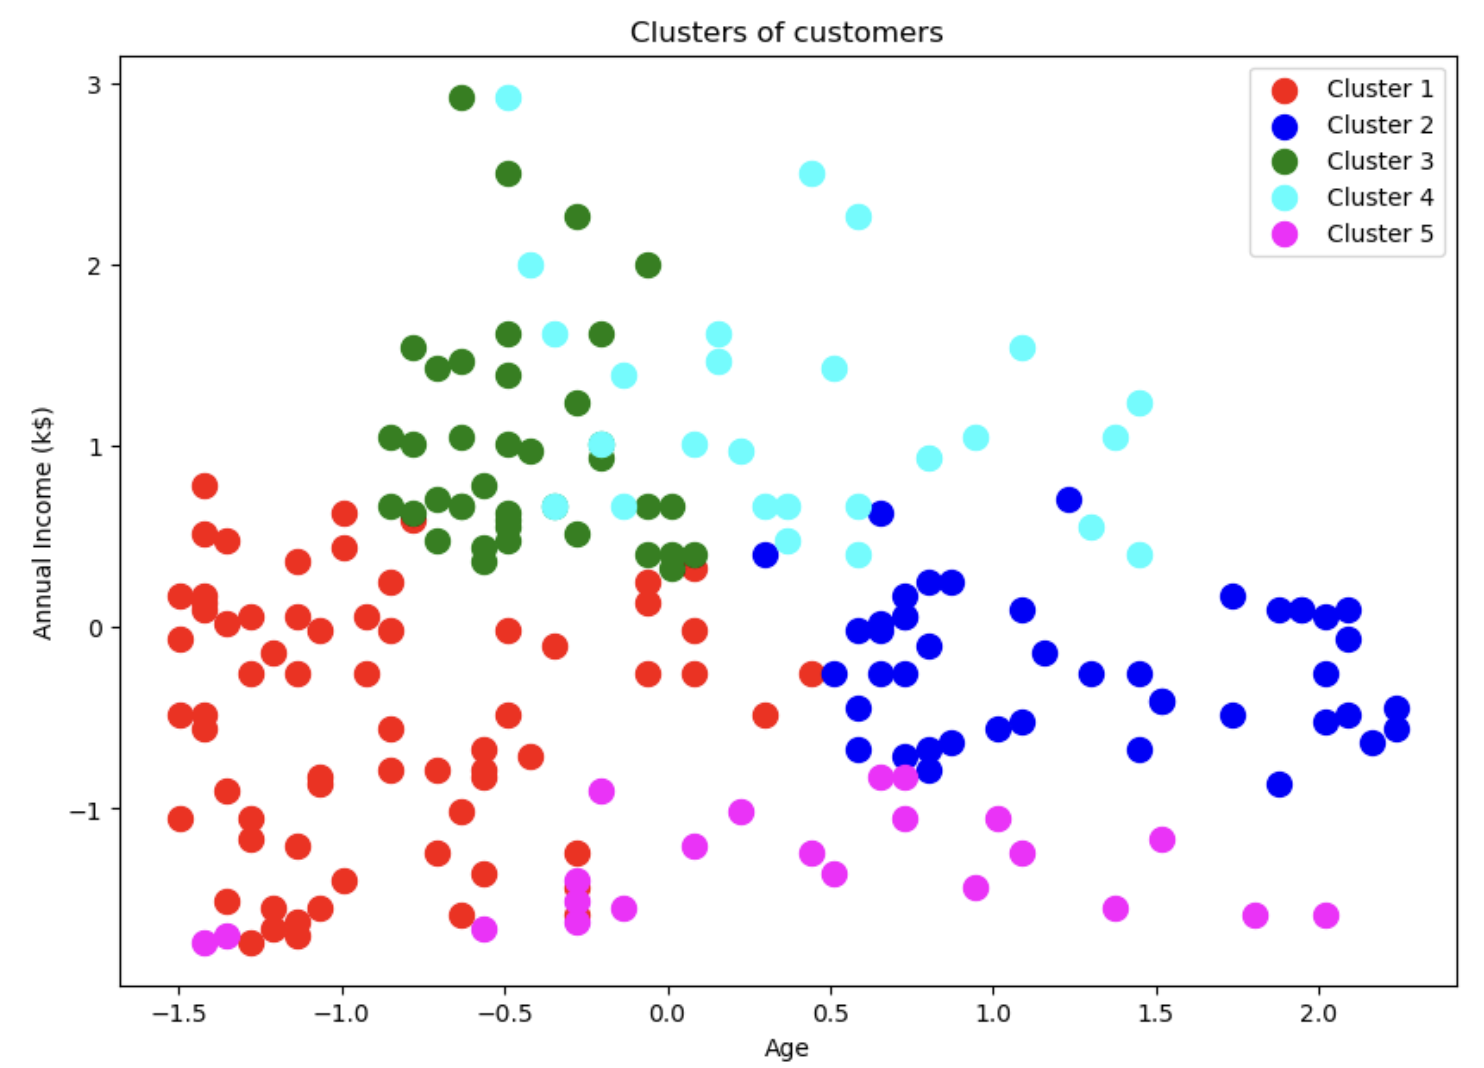 Clusters of customers
3
2
1
0
−1
Annual Income (k$)
Cluster 1
Cluster 2
Cluster 3
Cluster 4
Cluster 5
−1.5 −1.0 −0.5 0.0 0.5 1.0 1.5 2.0
Age